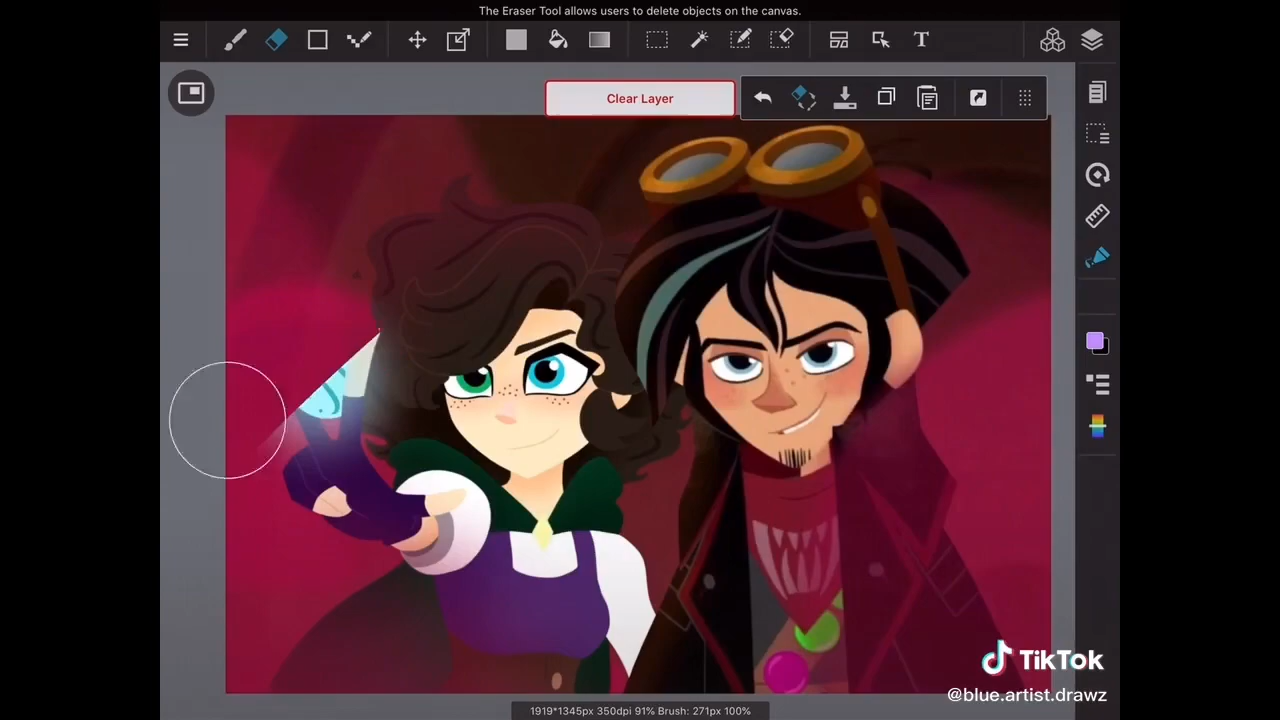 The Eraser Tool allows users to delete objects on the canvas.
T
Clear Layer
TikTok
@blue.artist.drawz
1919*1345px 350dpi 91% Brush: 271px 100%